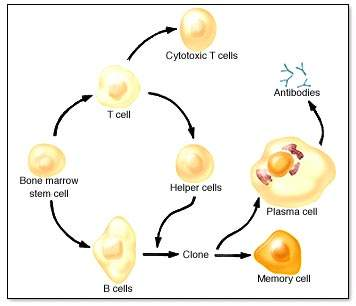 Cytotoxic T cells
Antibodies
T cell
Bone marrow
stem cell
Helper cells
Plasma cell
Clone
B cells
Memory cell